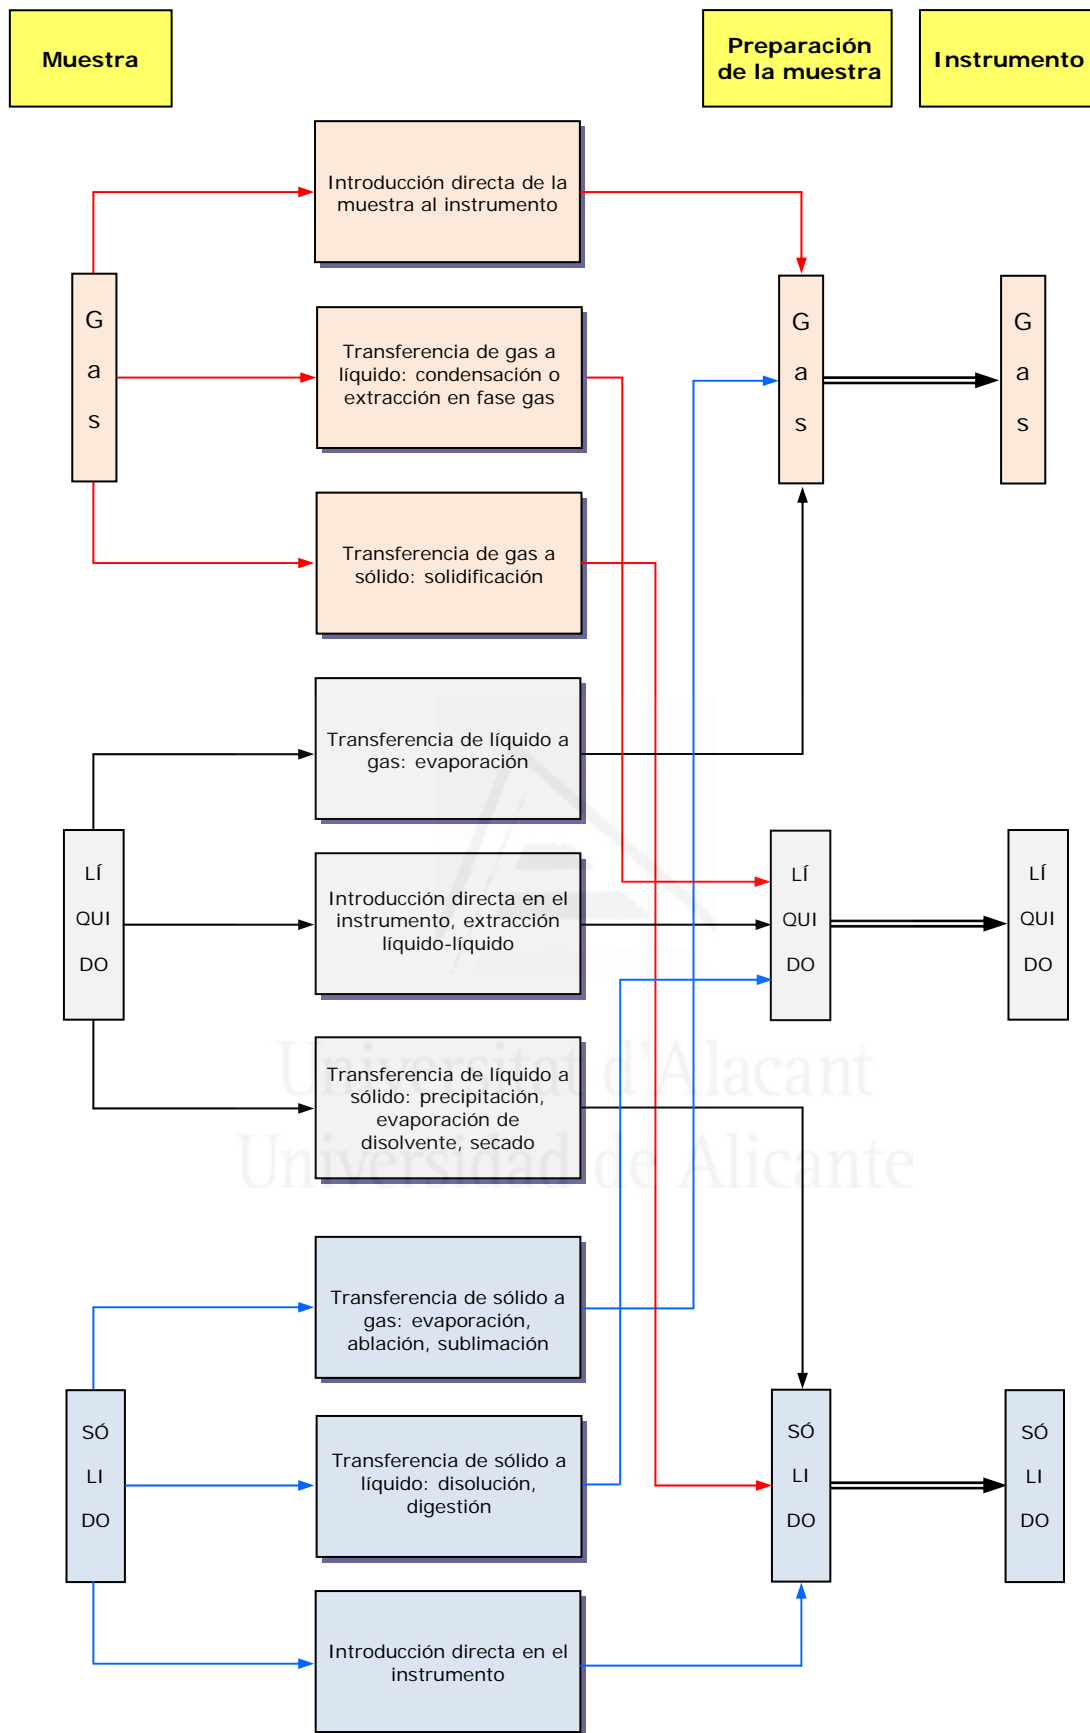 Muestra
Preparación
de la muestra
Instrumento
Introducción directa de la
muestra al instrumento
G
a
s
Transferencia de gas a
líquido: condensación o
extracción en fase gas
G
a
s
G
a
s
Transferencia de gas a
sólido: solidificación
Transferencia de líquido a
gas: evaporación
LÍ
QUI
DO
Introducción directa en el
instrumento, extracción
líquido-líquido
LÍ
QUI
DO
LÍ
QUI
DO
Transferencia de líquido a
sólido: precipitación,
evaporación de
disolvente, secado
Universitat d'Alacant
Universidad de Alicante
Transferencia de sólido a
gas: evaporación,
ablación, sublimación
SÓ
LI
DO
Transferencia de sólido a
líquido: disolución,
digestión
SÓ
LI
DO
SÓ
LI
DO
Introducción directa en el
instrumento